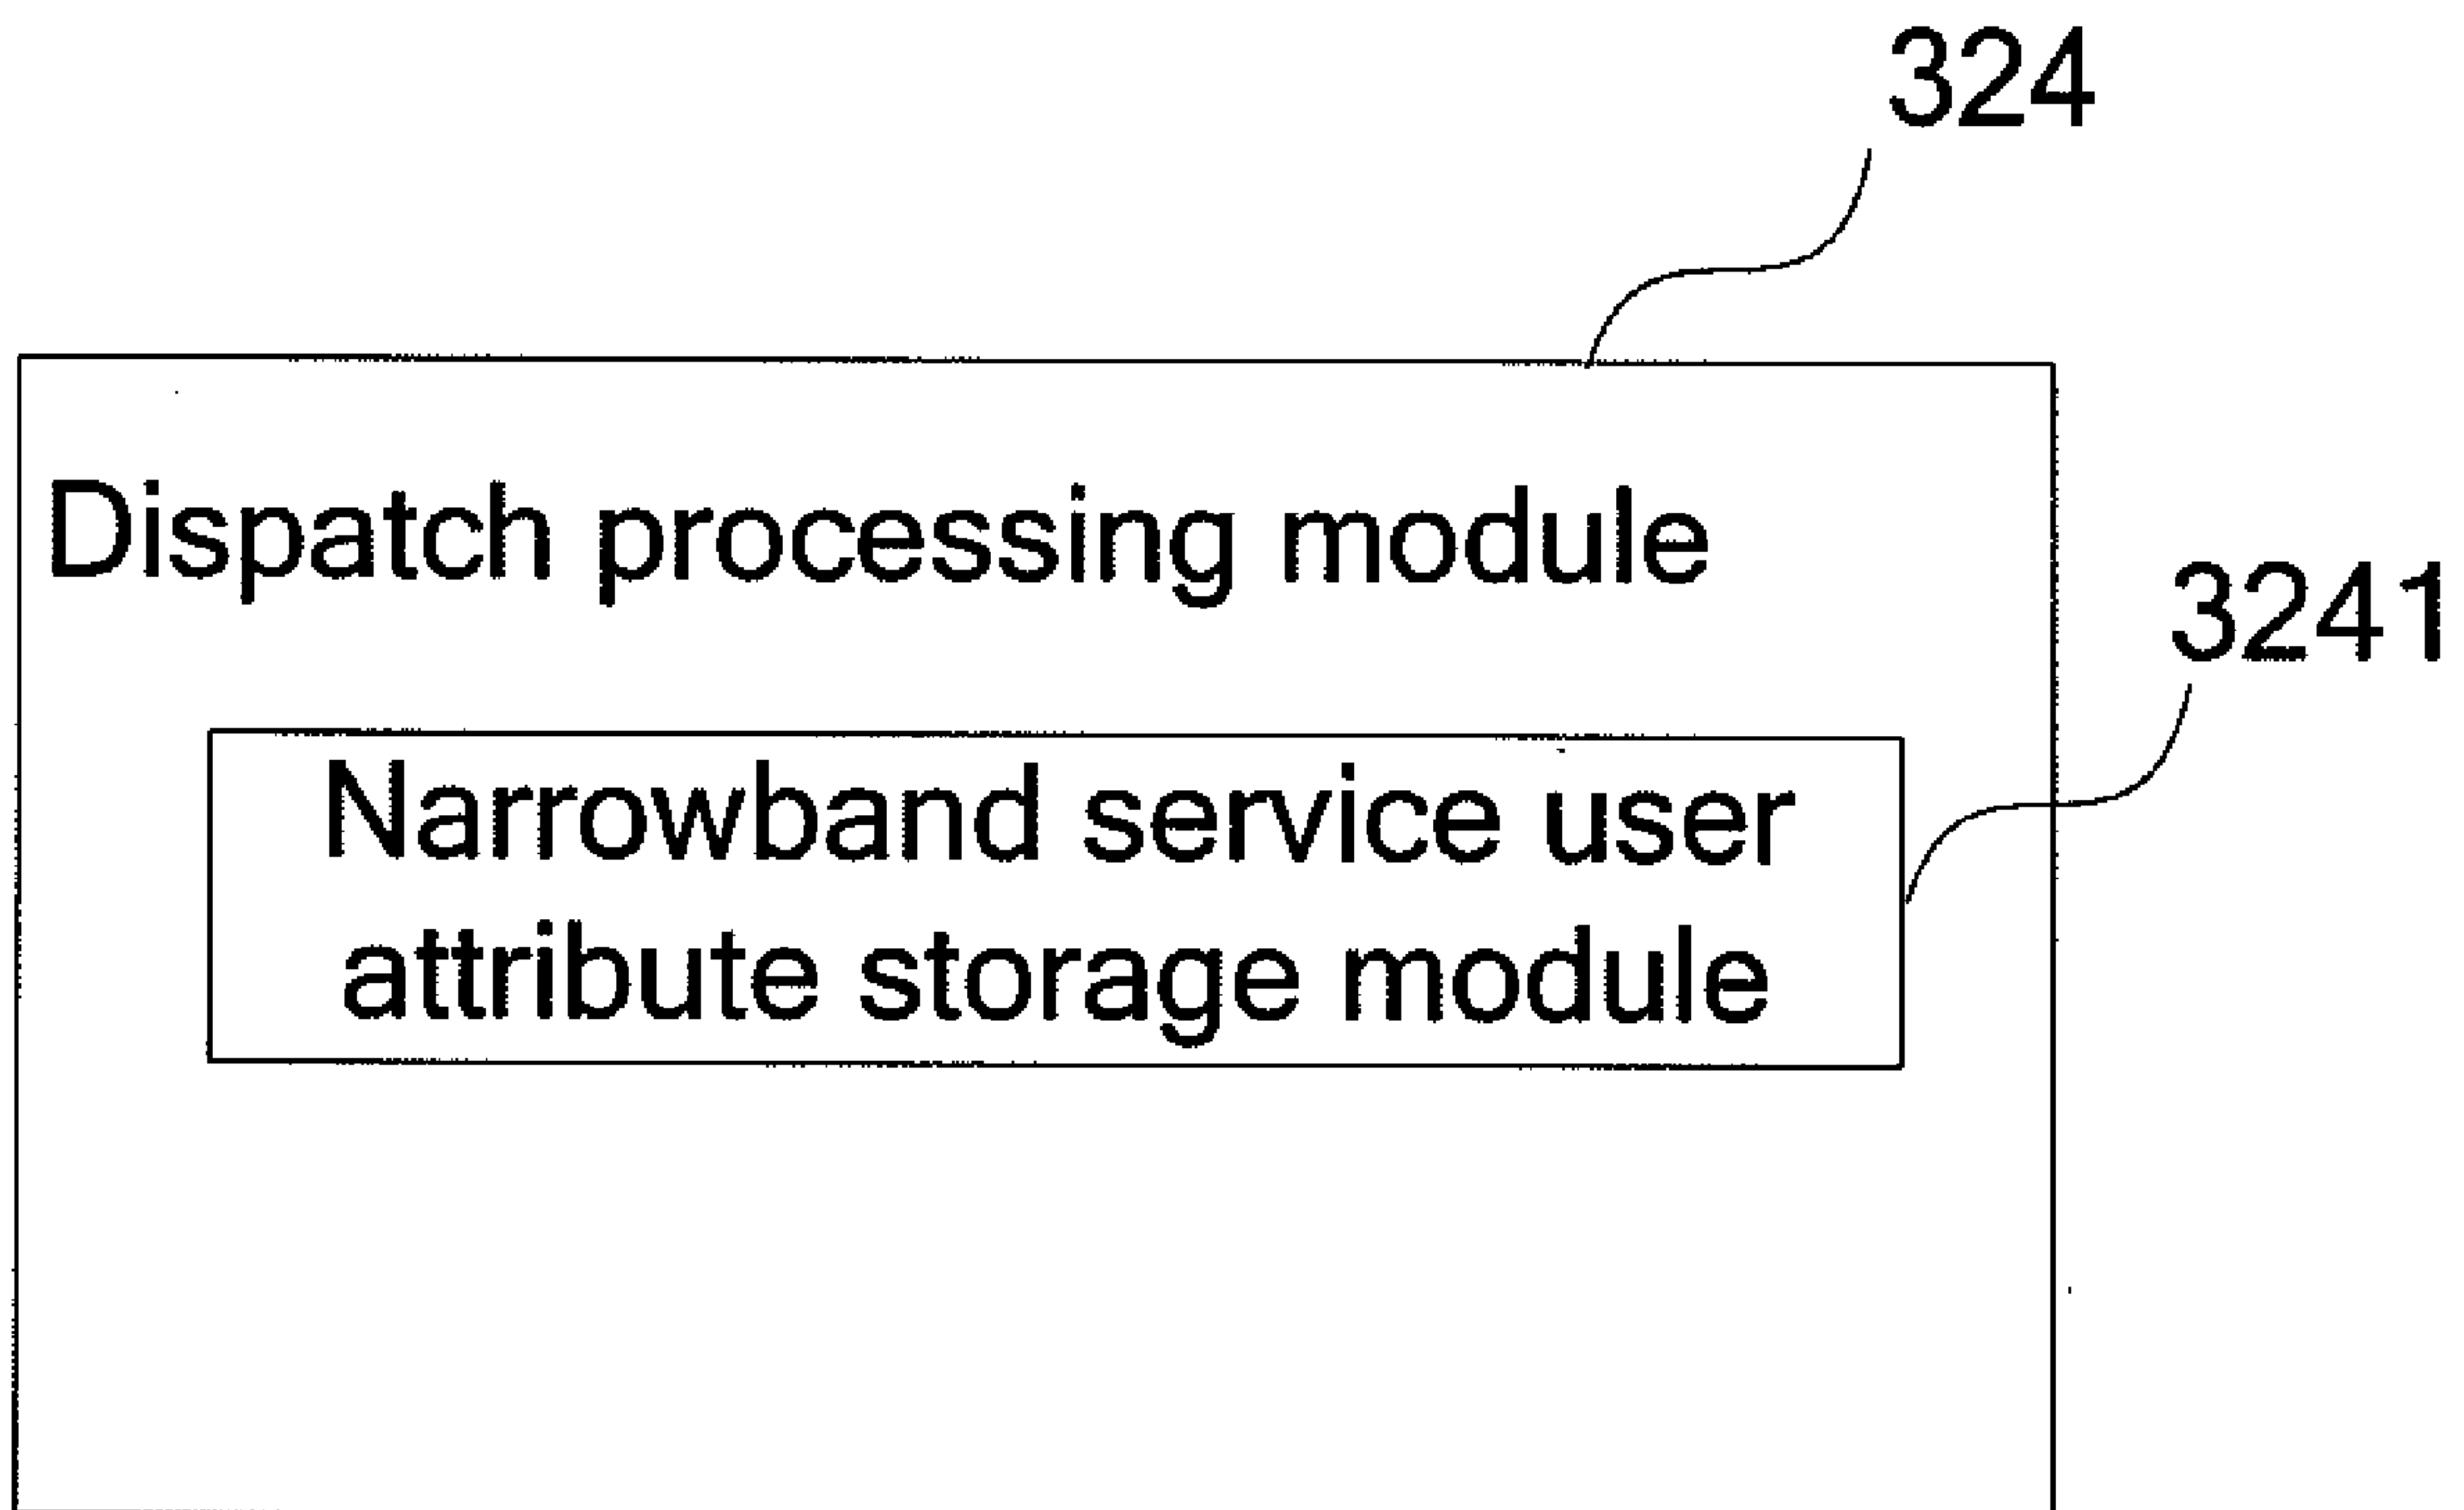 324
Dispatch processing module
3241
Narrowband service user
attribute storage module